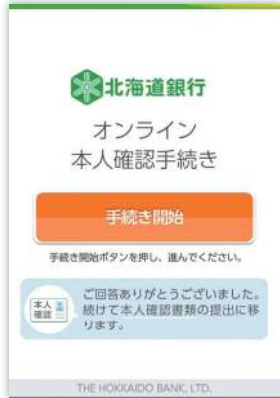 北海道銀行
オンライン
本人確認手続き
手続き開始
手続き開始ボタンを押し、進んでください。
本人
確認
ご回答ありがとうございました。
続けて本人確認書類の提出に移
ります。
THE HOKKAIDO BANK, LTD.